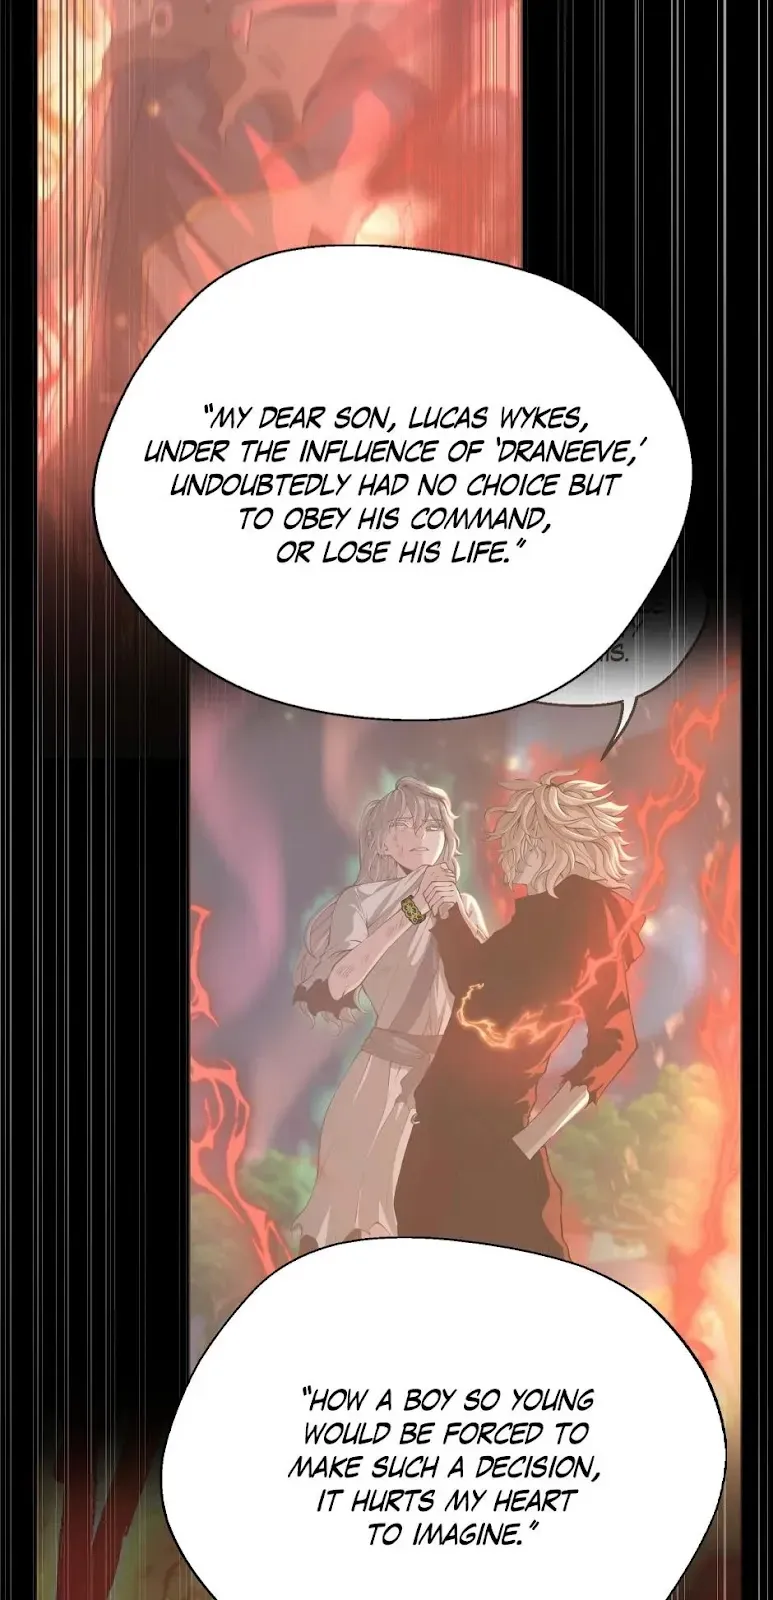 "MY DEAR SON, LUCAS WYKES,
UNDER THE INFLUENCE OF 'DRANEEVE,'
UNDOUBTEDLY HAD NO CHOICE BUT
TO OBEY HIS COMMAND,
OR LOSE HIS LIFE."
"HOW A BOY SO YOUNG
WOULD BE FORCED TO
MAKE SUCH A DECISION,
IT HURTS MY HEART
TO IMAGINE."